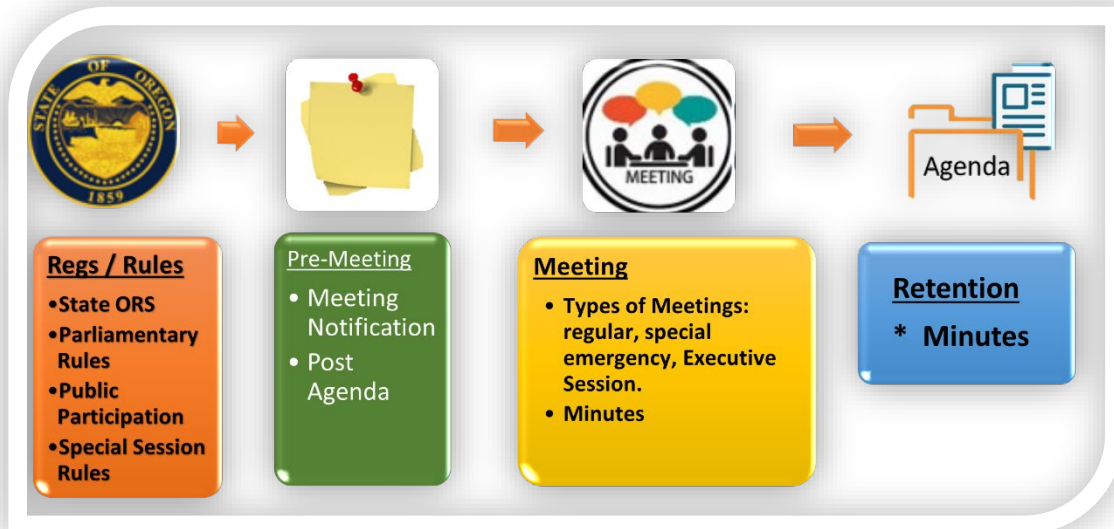 STATE OF OREGON
1859
MEETING
Agenda
Regs / Rules
•State ORS
•Parliamentary
Rules
•Public
Participation
•Special Session
Rules
Pre-Meeting
• Meeting
Notification
• Post
Agenda
Meeting
• Types of Meetings:
regular, special
emergency, Executive
Session.
• Minutes
Retention
* Minutes